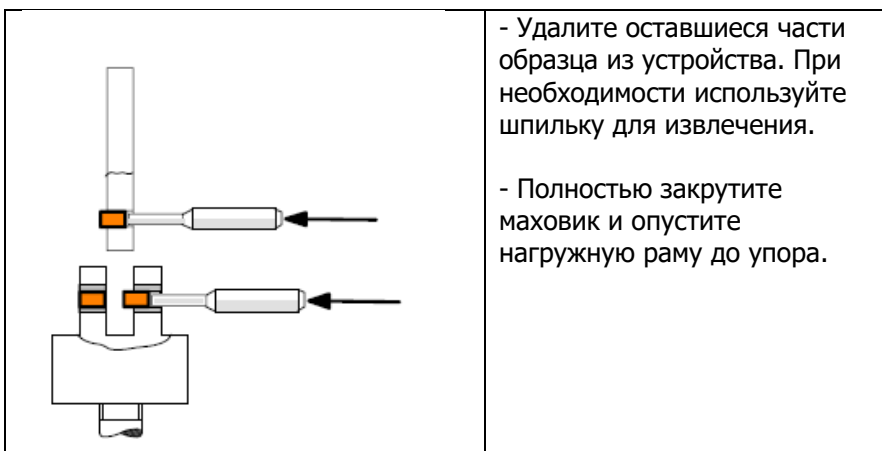 - Удалите оставшиеся части
образца из устройства. При
необходимости используйте
шпильку для извлечения.
- Полностью закрутите
маховик и опустите
нагружную раму до упора.